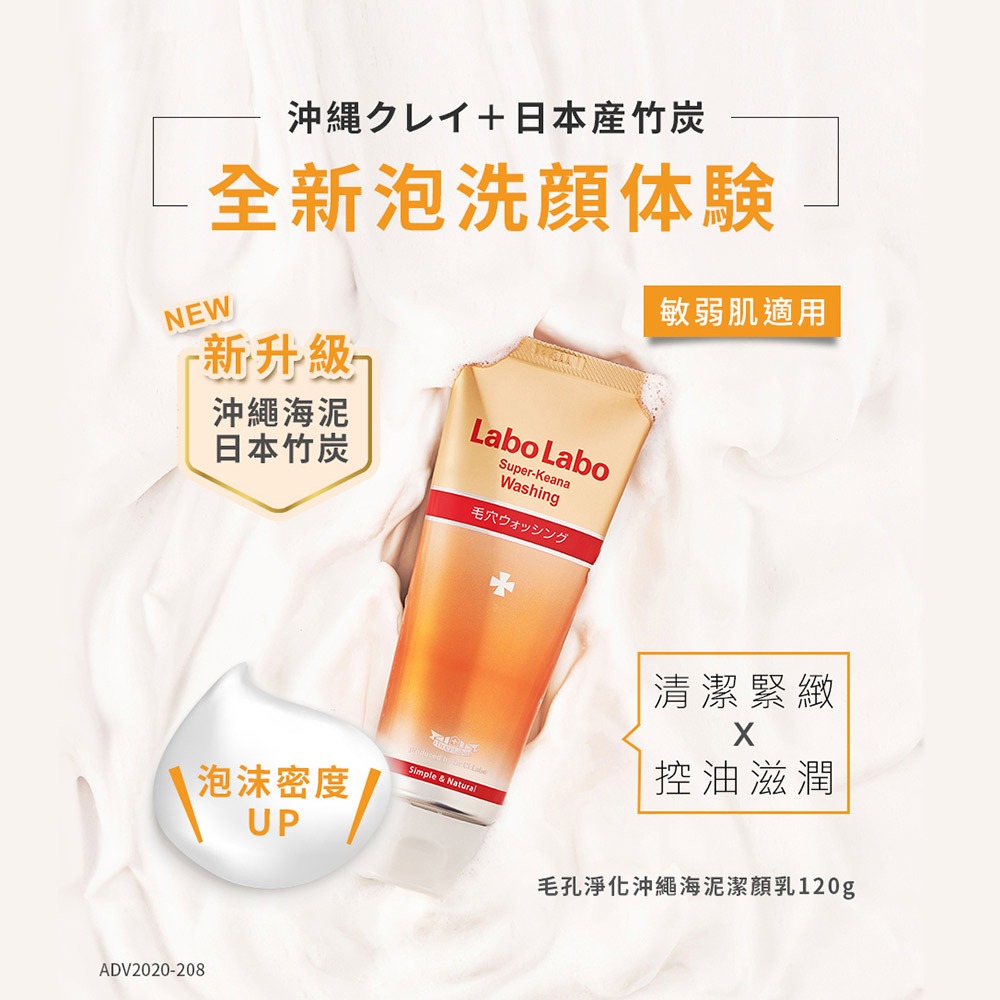 沖縄クレイ＋日本産竹炭
全新泡洗顔体験
NEW
新升級
沖繩海泥
日本竹炭
敏弱肌適用
Labo Labo
Super-Keana
Washing
毛穴ウォッシング
Simple & Natural
清潔緊緻
X
控油滋潤
泡沫密度
UP
毛孔淨化沖繩海泥潔顏乳120g
ADV2020-208